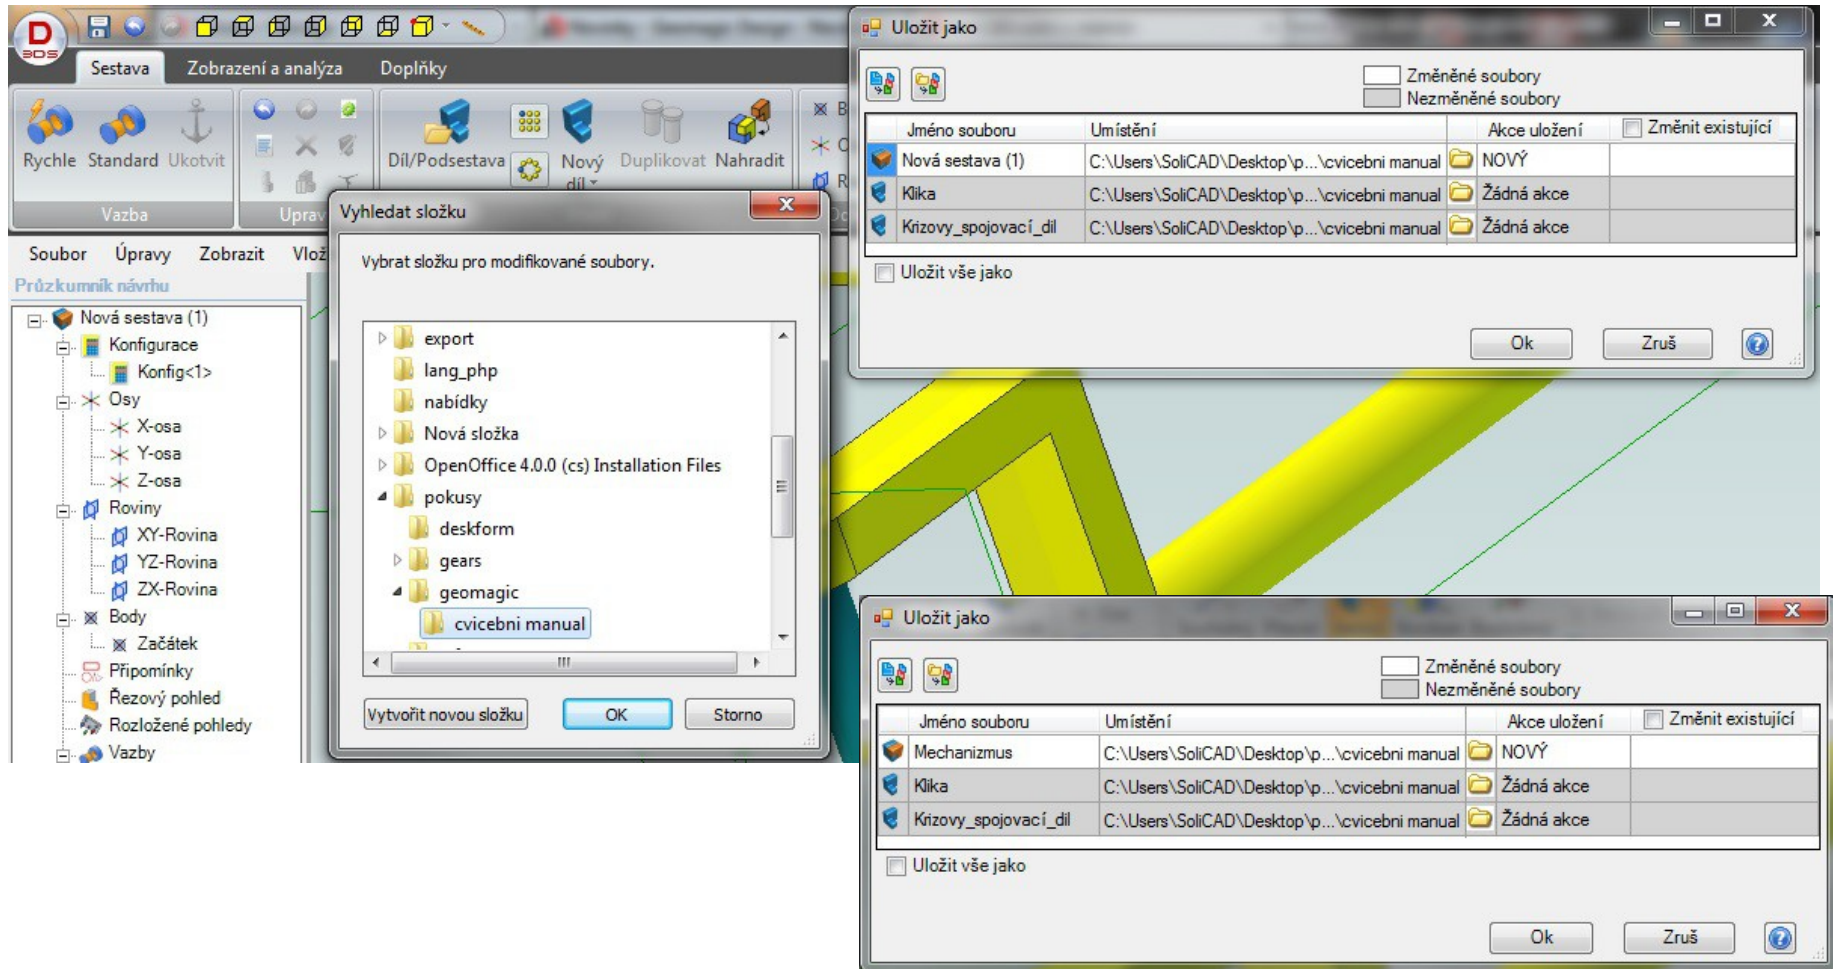 D
3DS
Sestava Zobrazení a analýza Doplňky
Rychle Standard Ukotvit
Díl/Podsestava Nový díl Duplikovat Nahradit
B
O
R
Vazba
Uprav
Soubor Úpravy Zobrazit Vlož
Průzkumník návrhu
Nová sestava (1)
Konfigurace
Konfig<1>
Osy
X-osa
Y-osa
Z-osa
Roviny
XY-Rovina
YZ-Rovina
ZX-Rovina
Body
Začátek
Připomínky
Řezový pohled
Rozložené pohledy
Vazby
Vyhledat složku
Vybrat složku pro modifikované soubory.
export
lang_php
nabídky
Nová složka
OpenOffice 4.0.0 (cs) Installation Files
pokusy
deskform
gears
geomagic
cvicebni manual
Vytvořit novou složku OK Storno
Uložit jako
Změněné soubory
Nezměněné soubory
Jméno souboru Umístění Akce uložení Změnit existující
Nová sestava (1) C:\Users\SoliCAD\Desktop\p...\cvicebni manual NOVÝ
Klika C:\Users\SoliCAD\Desktop\p...\cvicebni manual Žádná akce
Krizovy_spojovací_dil C:\Users\SoliCAD\Desktop\p...\cvicebni manual Žádná akce
Uložit vše jako
Ok Zruš
Uložit jako
Změněné soubory
Nezměněné soubory
Jméno souboru Umístění Akce uložení Změnit existující
Mechanizmus C:\Users\SoliCAD\Desktop\p...\cvicebni manual NOVÝ
Klika C:\Users\SoliCAD\Desktop\p...\cvicebni manual Žádná akce
Krizovy_spojovací_dil C:\Users\SoliCAD\Desktop\p...\cvicebni manual Žádná akce
Uložit vše jako
Ok Zruš